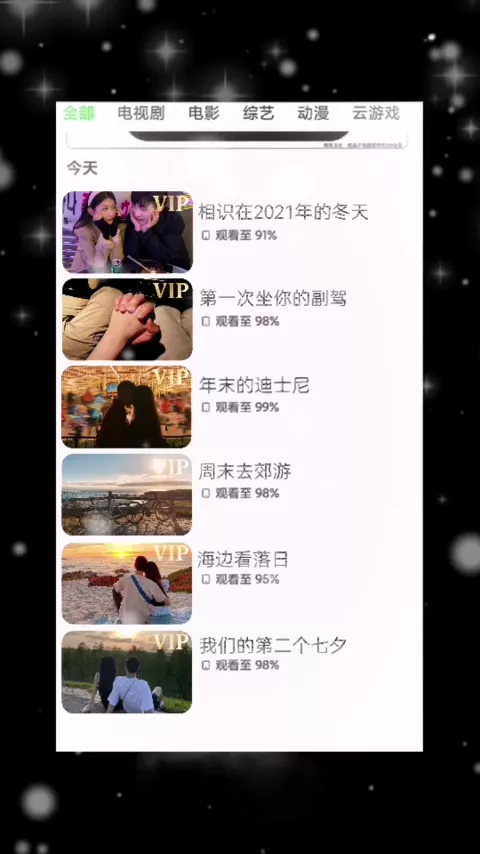 全部 电视剧 电影 综艺 动漫 云游戏
今天
VIP
相识在2021年的冬天
观看至 91%
VIP
第一次坐你的副驾
观看至 98%
VIP
年末的迪士尼
观看至 99%
VIP
周末去郊游
观看至 98%
VIP
海边看落日
观看至 95%
VIP
我们的第二个七夕
观看至 98%